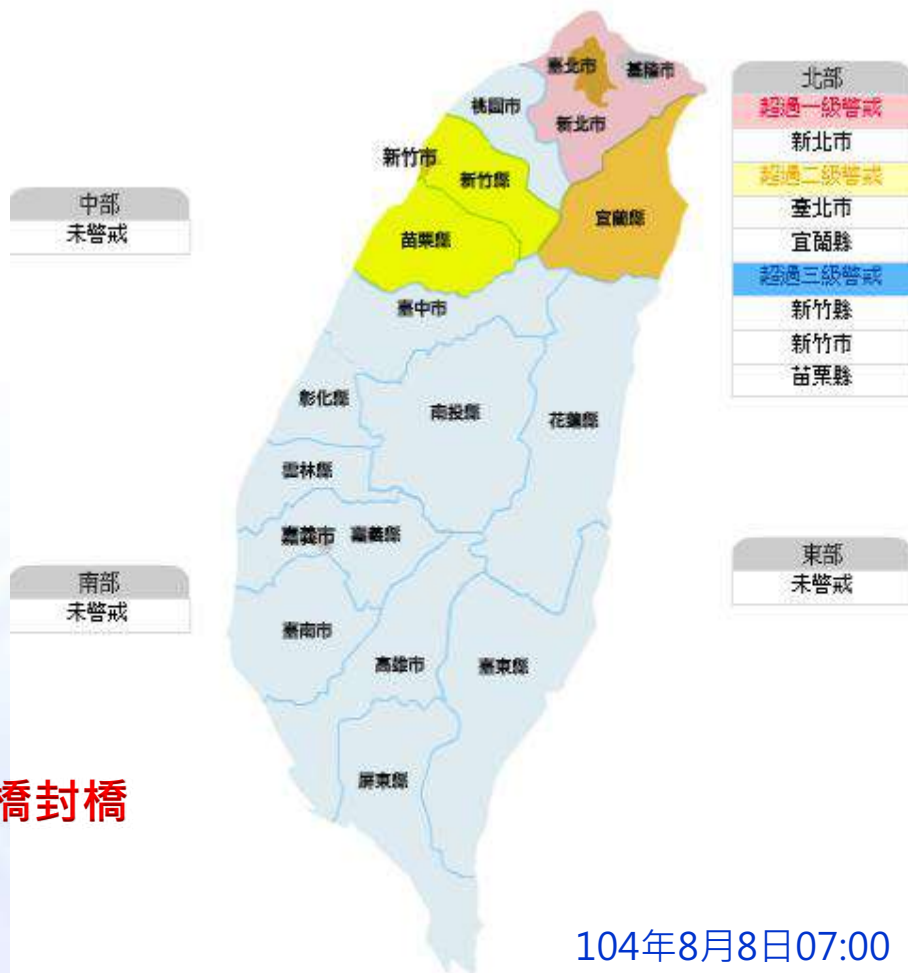 臺北市
基隆市
桃園市
新北市
新竹市
新竹縣
宜蘭縣
苗栗縣
臺中市
彰化縣
南投縣
花蓮縣
雲林縣
嘉義市
嘉義縣
臺南市
高雄市
臺東縣
屏東縣
中部
未警戒
南部
未警戒
北部
超過一級警戒
新北市
超過二級警戒
臺北市
宜蘭縣
超過三級警戒
新竹縣
新竹市
苗栗縣
東部
未警戒
橋封橋
104年8月8日07:00